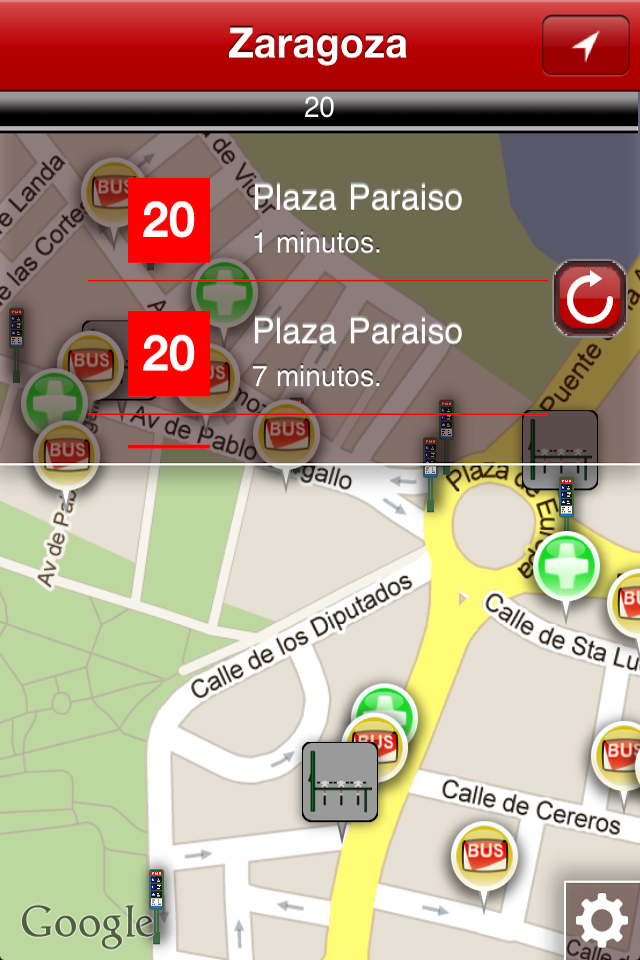 Zaragoza
20
de Vic
e Landa
e las Cortes
BUS
20
Plaza Paraiso
1 minutos.
20
Plaza Paraiso
7 minutos.
BUS
BUS
BUS
Av de Pablo
gallo
Puente
Plaza de Europa
Av de Pab
Calle de los Diputados
Calle de Sta Lu
BUS
BUS
Calle de Cereros
BUS
Google
Calle de